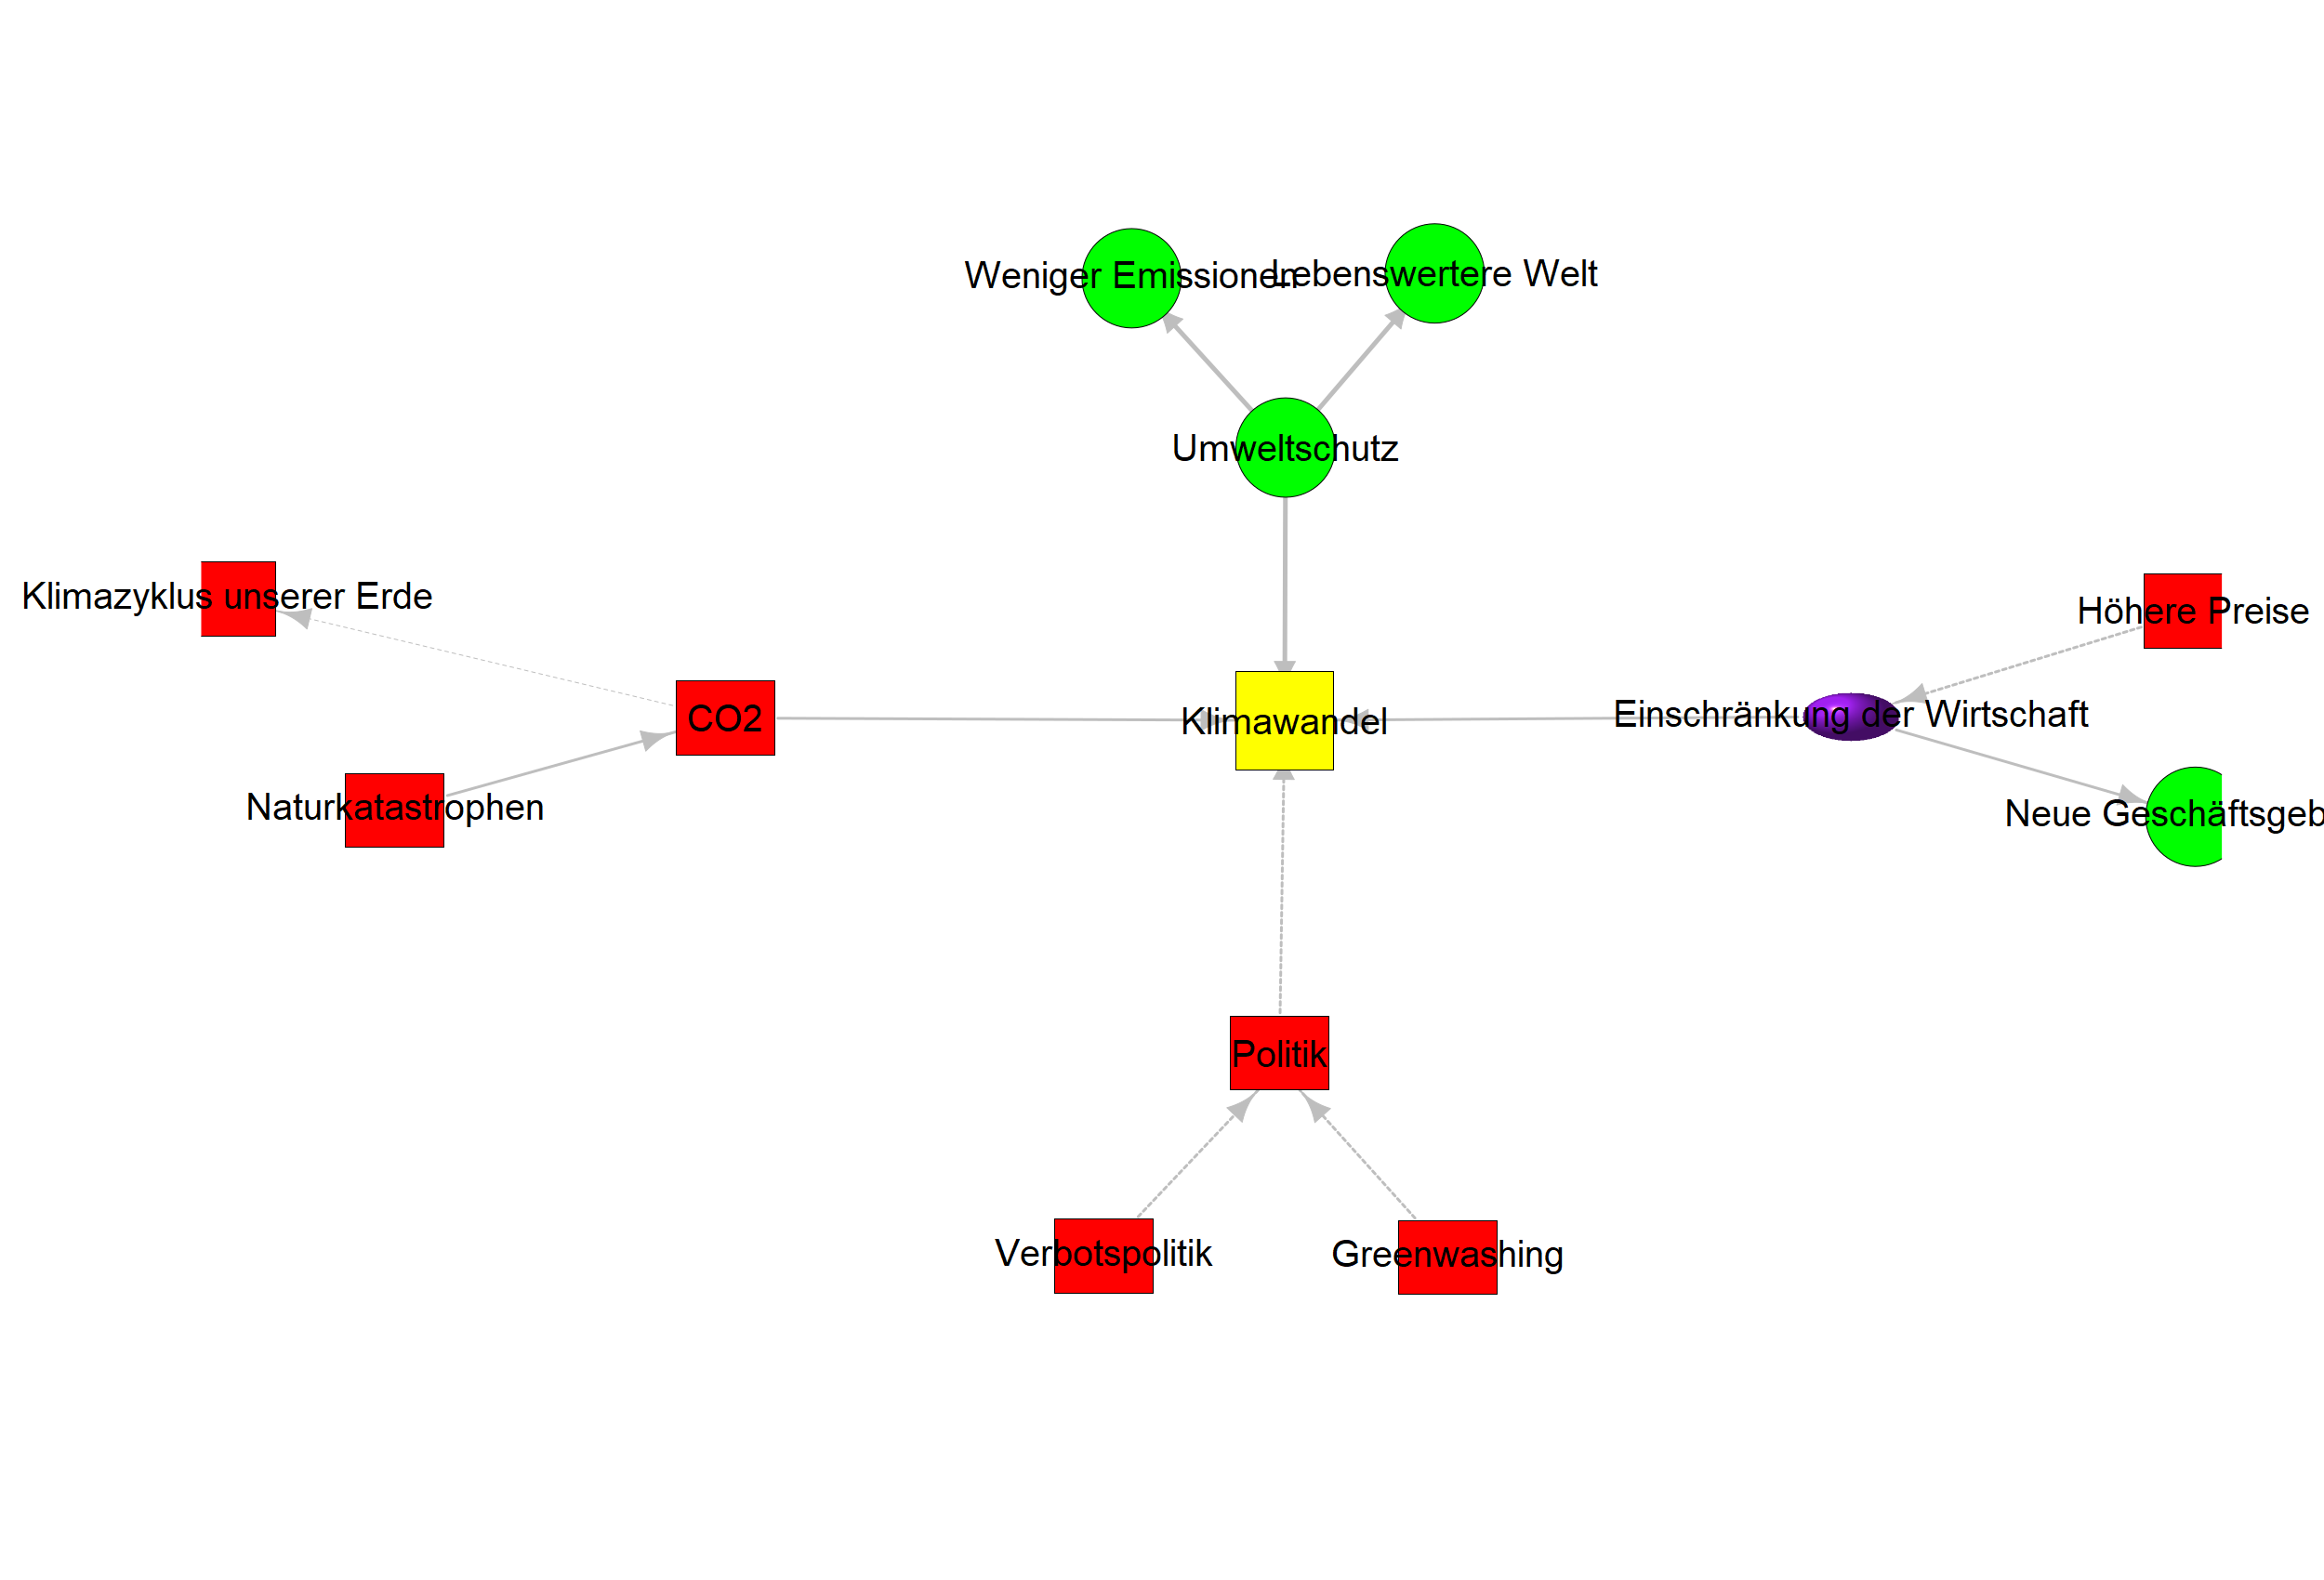 Weniger Emissionen
Lebenswertere Welt
Umweltschutz
Klimazyklus unserer Erde
Höhere Preise
CO2
Klimawandel
Einschränkung der Wirtschaft
Naturkatastrophen
Neue Geschäftsgeb
Politik
Verbotspolitik
Greenwashing